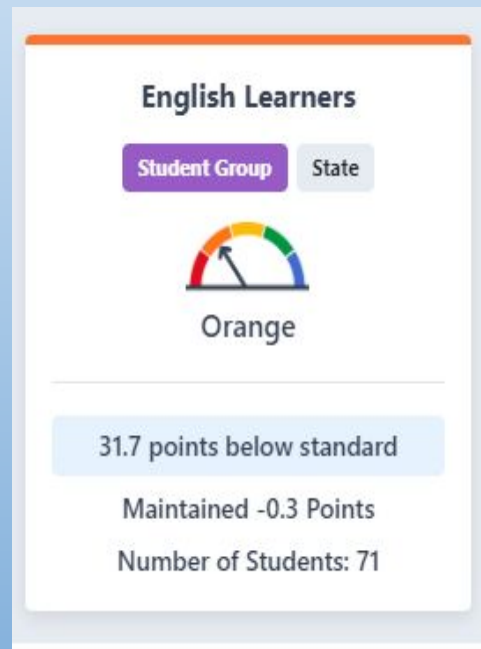 English Learners
Student Group State
Orange
31.7 points below standard
Maintained -0.3 Points
Number of Students: 71